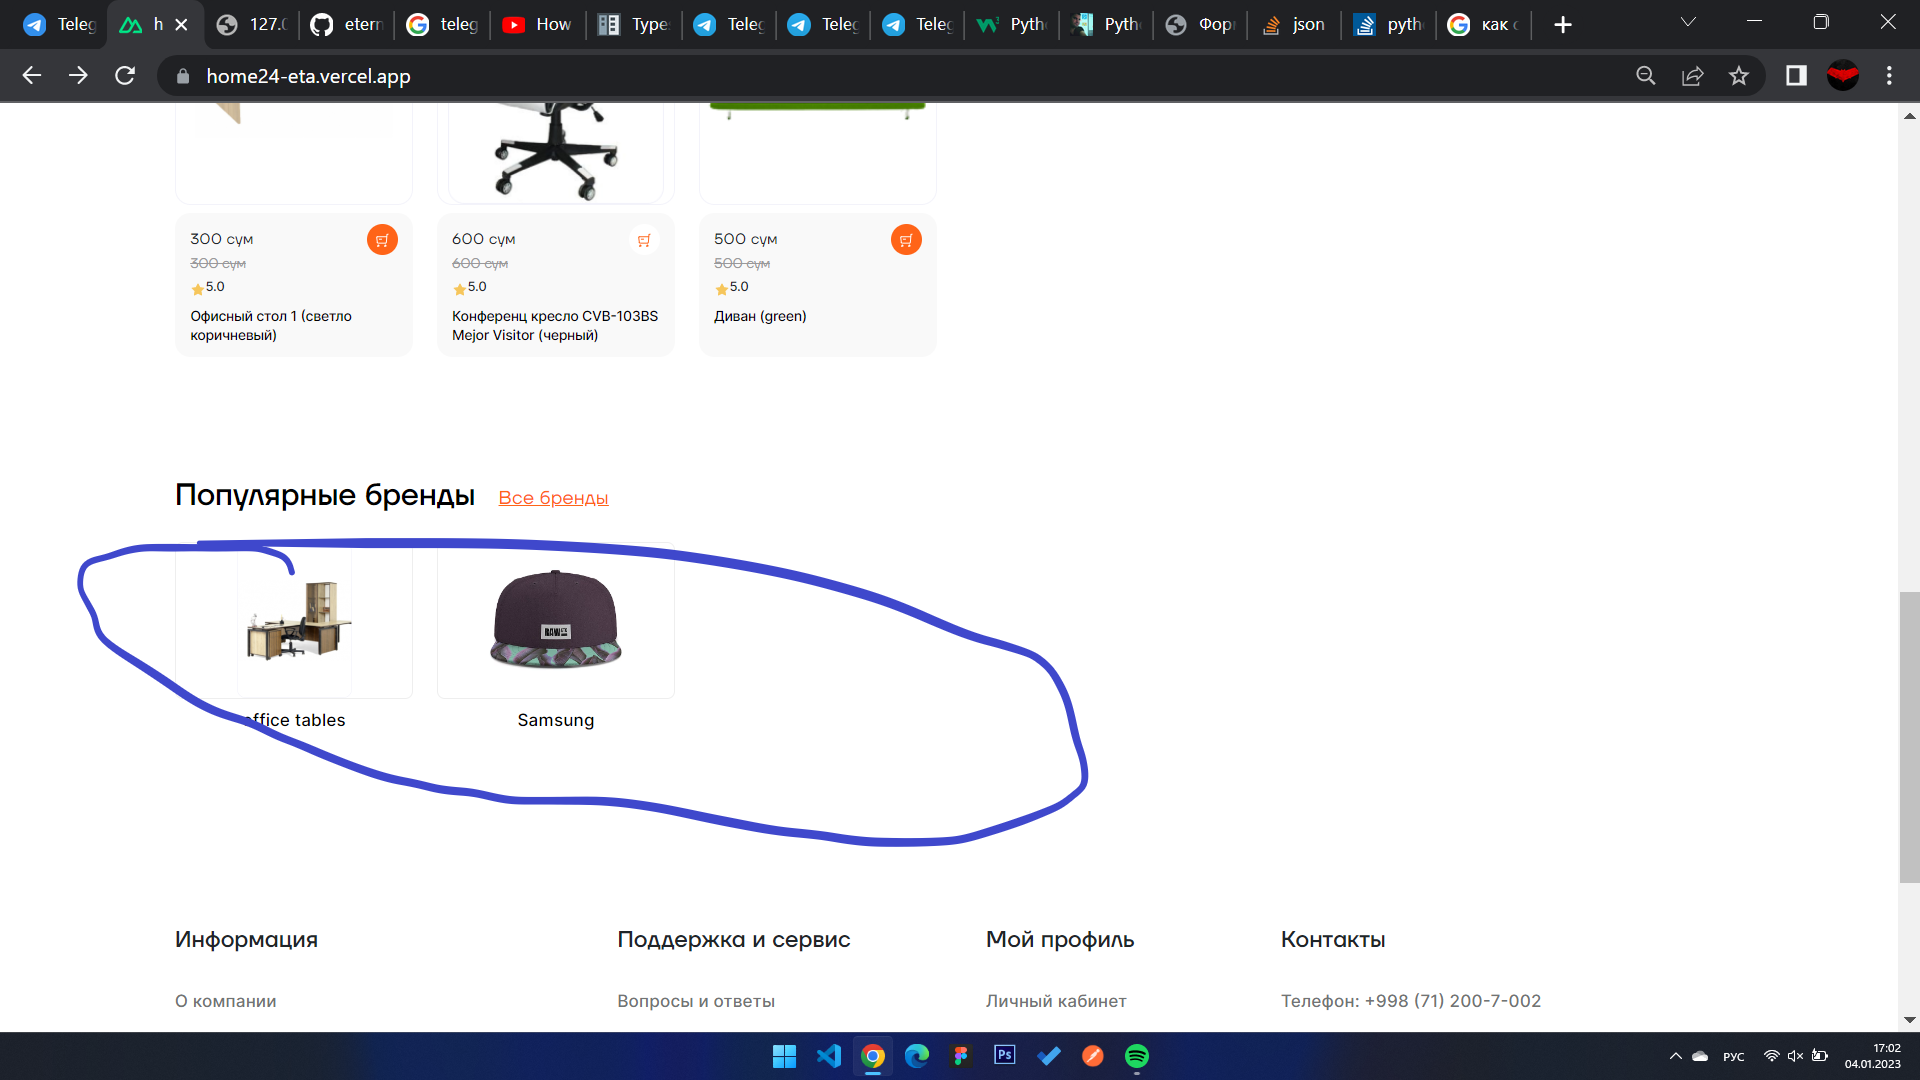 Teleg
h
127.0
etern
teleg
How
Type
Teleg
Teleg
Teleg
Pyth
Pyth
Фор
json
pyth
как с
home24-eta.vercel.app
300 сум
300 сум
5.0
Офисный стол 1 (светло
коричневый)
600 сум
600 сум
5.0
Конференц кресло CVB-103BS
Mejor Visitor (черный)
500 сум
500 сум
5.0
Диван (green)
Популярные бренды
Все бренды
RAW
office tables
Samsung
Информация
Поддержка и сервис
Мой профиль
Контакты
О компании
Вопросы и ответы
Личный кабинет
Телефон: +998 (71) 200-7-002
Ps
РУС
17:02
04.01.2023